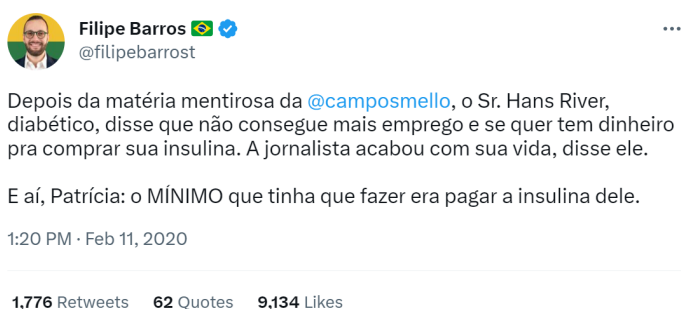 Filipe Barros 🇧🇷
@filipebarrost
Depois da matéria mentirosa da @camposmello, o Sr. Hans River,
diabético, disse que não consegue mais emprego e se quer tem dinheiro
pra comprar sua insulina. A jornalista acabou com sua vida, disse ele.
E aí, Patrícia: o MÍNIMO que tinha que fazer era pagar a insulina dele.
1:20 PM · Feb 11, 2020
1,776 Retweets 62 Quotes 9,134 Likes